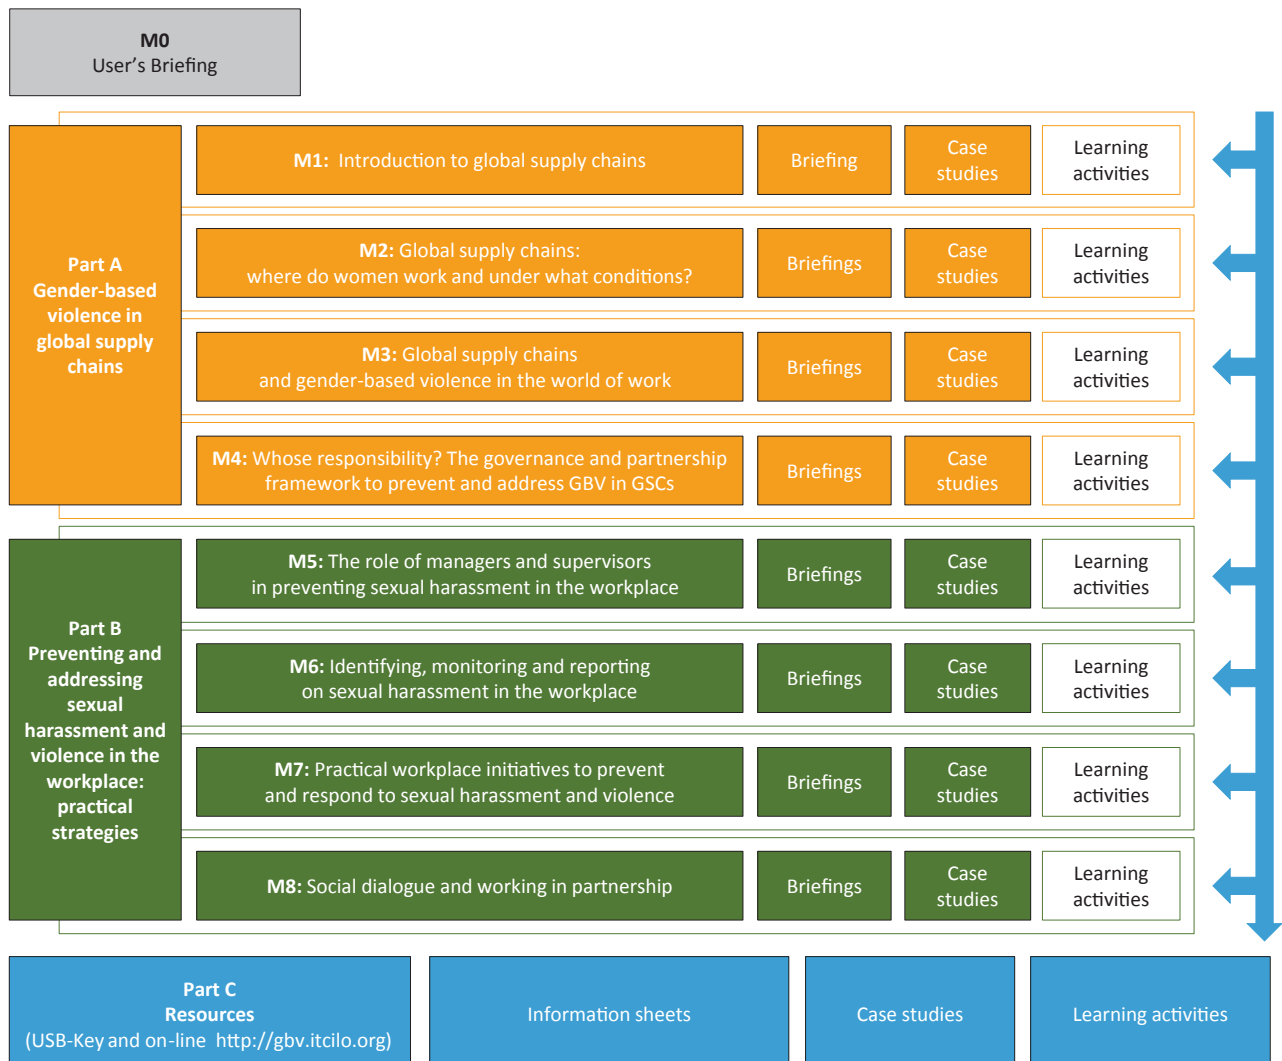 M0
User's Briefing
Part A
Gender-based
violence in
global supply
chains
M1: Introduction to global supply chains
Briefing
Case
studies
Learning
activities
M2: Global supply chains:
where do women work and under what conditions?
Briefings
Case
studies
Learning
activities
M3: Global supply chains
and gender-based violence in the world of work
Briefings
Case
studies
Learning
activities
M4: Whose responsibility? The governance and partnership
framework to prevent and address GBV in GSCs
Briefings
Case
studies
Learning
activities
Part B
Preventing and
addressing
sexual
harassment and
violence in the
workplace:
practical
strategies
M5: The role of managers and supervisors
in preventing sexual harassment in the workplace
Briefings
Case
studies
Learning
activities
M6: Identifying, monitoring and reporting
on sexual harassment in the workplace
Briefings
Case
studies
Learning
activities
M7: Practical workplace initiatives to prevent
and respond to sexual harassment and violence
Briefings
Case
studies
Learning
activities
M8: Social dialogue and working in partnership
Briefings
Case
studies
Learning
activities
Part C
Resources
(USB-Key and on-line http://gbv.itcilo.org)
Information sheets
Case studies
Learning activities